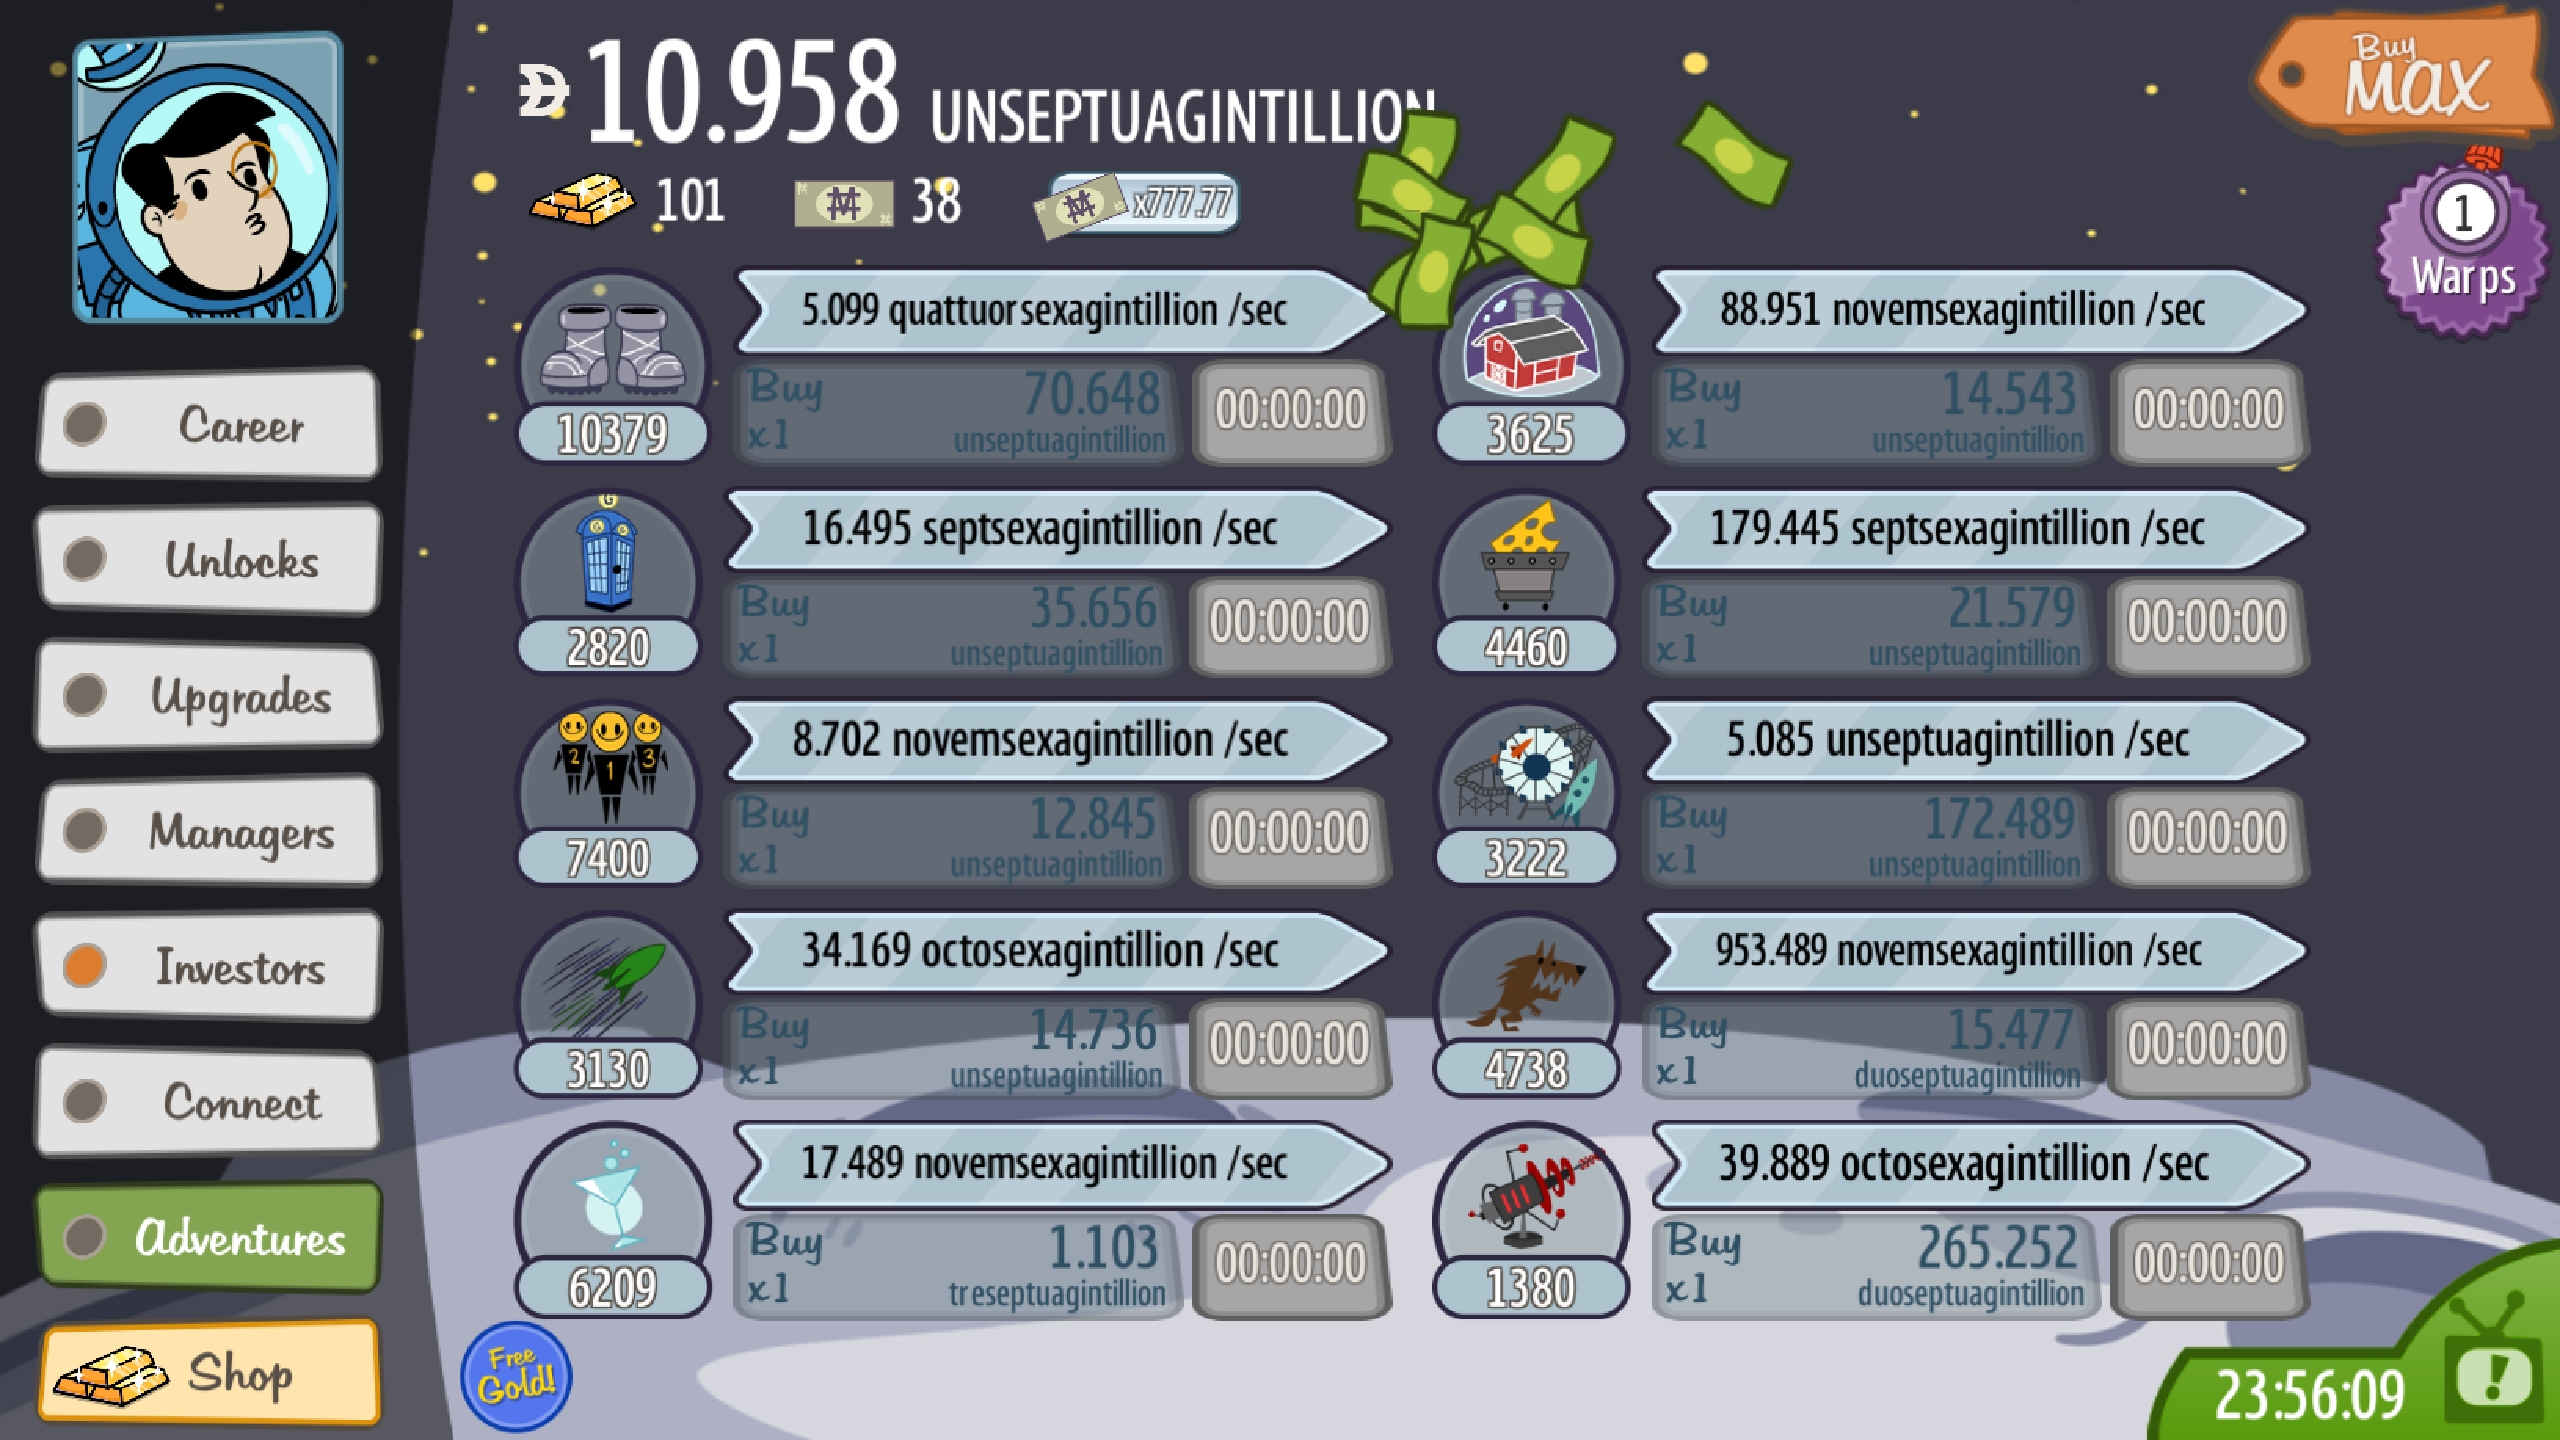 10.958 UNSEPTUAGINTILLION
Buy
MAX
101
38
x777.77
1
Warps
Career
Unlocks
Upgrades
Managers
Investors
Connect
Adventures
Shop
5.099 quattuorsexagintillion /sec
Buy 70.648
x1 unseptuagintillion
00:00:00
10379
88.951 novemsexagintillion /sec
Buy 14.543
x1 unseptuagintillion
00:00:00
3625
G
G G
16.495 septsexagintillion /sec
Buy 35.656
x1 unseptuagintillion
00:00:00
2820
179.445 septsexagintillion /sec
Buy 21.579
x1 unseptuagintillion
00:00:00
4460
2 1 3
8.702 novemsexagintillion /sec
Buy 12.845
x1 unseptuagintillion
00:00:00
7400
5.085 unseptuagintillion /sec
Buy 172.489
x1 unseptuagintillion
00:00:00
3222
34.169 octosexagintillion /sec
Buy 14.736
x1 unseptuagintillion
00:00:00
3130
953.489 novemsexagintillion /sec
Buy 15.477
x1 duoseptuagintillion
00:00:00
4738
17.489 novemsexagintillion /sec
Buy 1.103
x1 treseptuagintillion
00:00:00
6209
39.889 octosexagintillion /sec
Buy 265.252
x1 duoseptuagintillion
00:00:00
1380
Free
Gold!
23:56:09
!